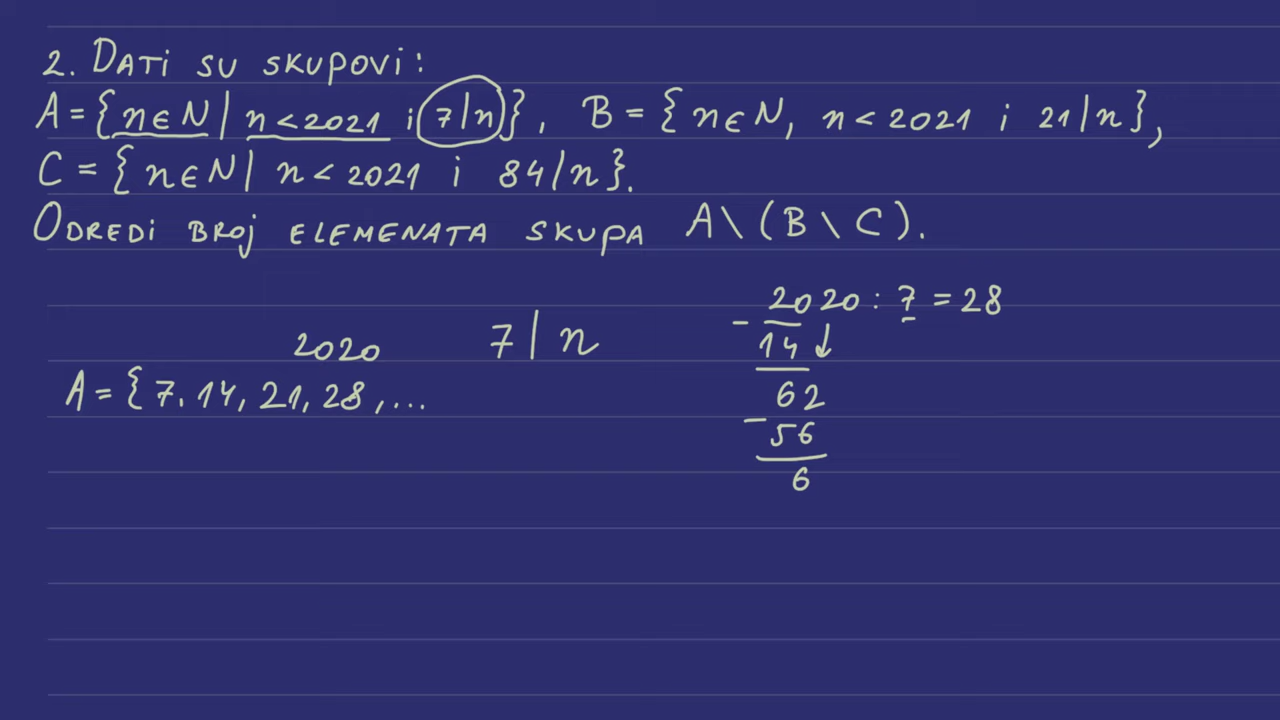 2. DATI SU SKUPOVI:
A = {n∈N | n < 2021 i 7|n}, B = {n∈N, n < 2021 i 21|n},
C = {n∈N | n < 2021 i 84|n}.
ODREDI BROJ ELEMENATA SKUPA A\(B\C).
2020 : 7 = 28
2020 7 | n
- 14 ↓
A = {7. 14, 21, 28, ...
62
- 56
6